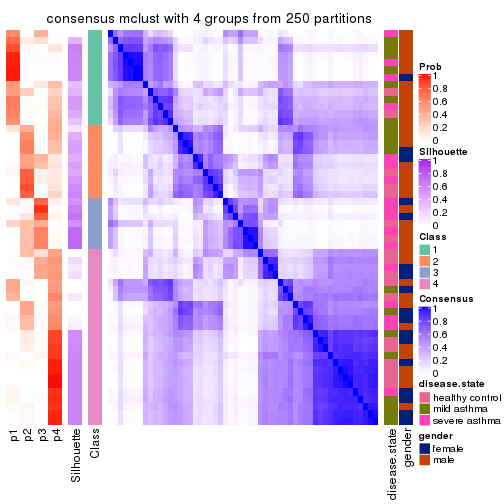 consensus mclust with 4 groups from 250 partitions
p1
p2
p3
p4
Silhouette
Class
disease.state
gender
Prob
1
0.8
0.6
0.4
0.2
0
Silhouette
1
0.8
0.6
0.4
0.2
0
Class
1
2
3
4
Consensus
1
0.8
0.6
0.4
0.2
0
disease.state
healthy control
mild asthma
severe asthma
gender
female
male